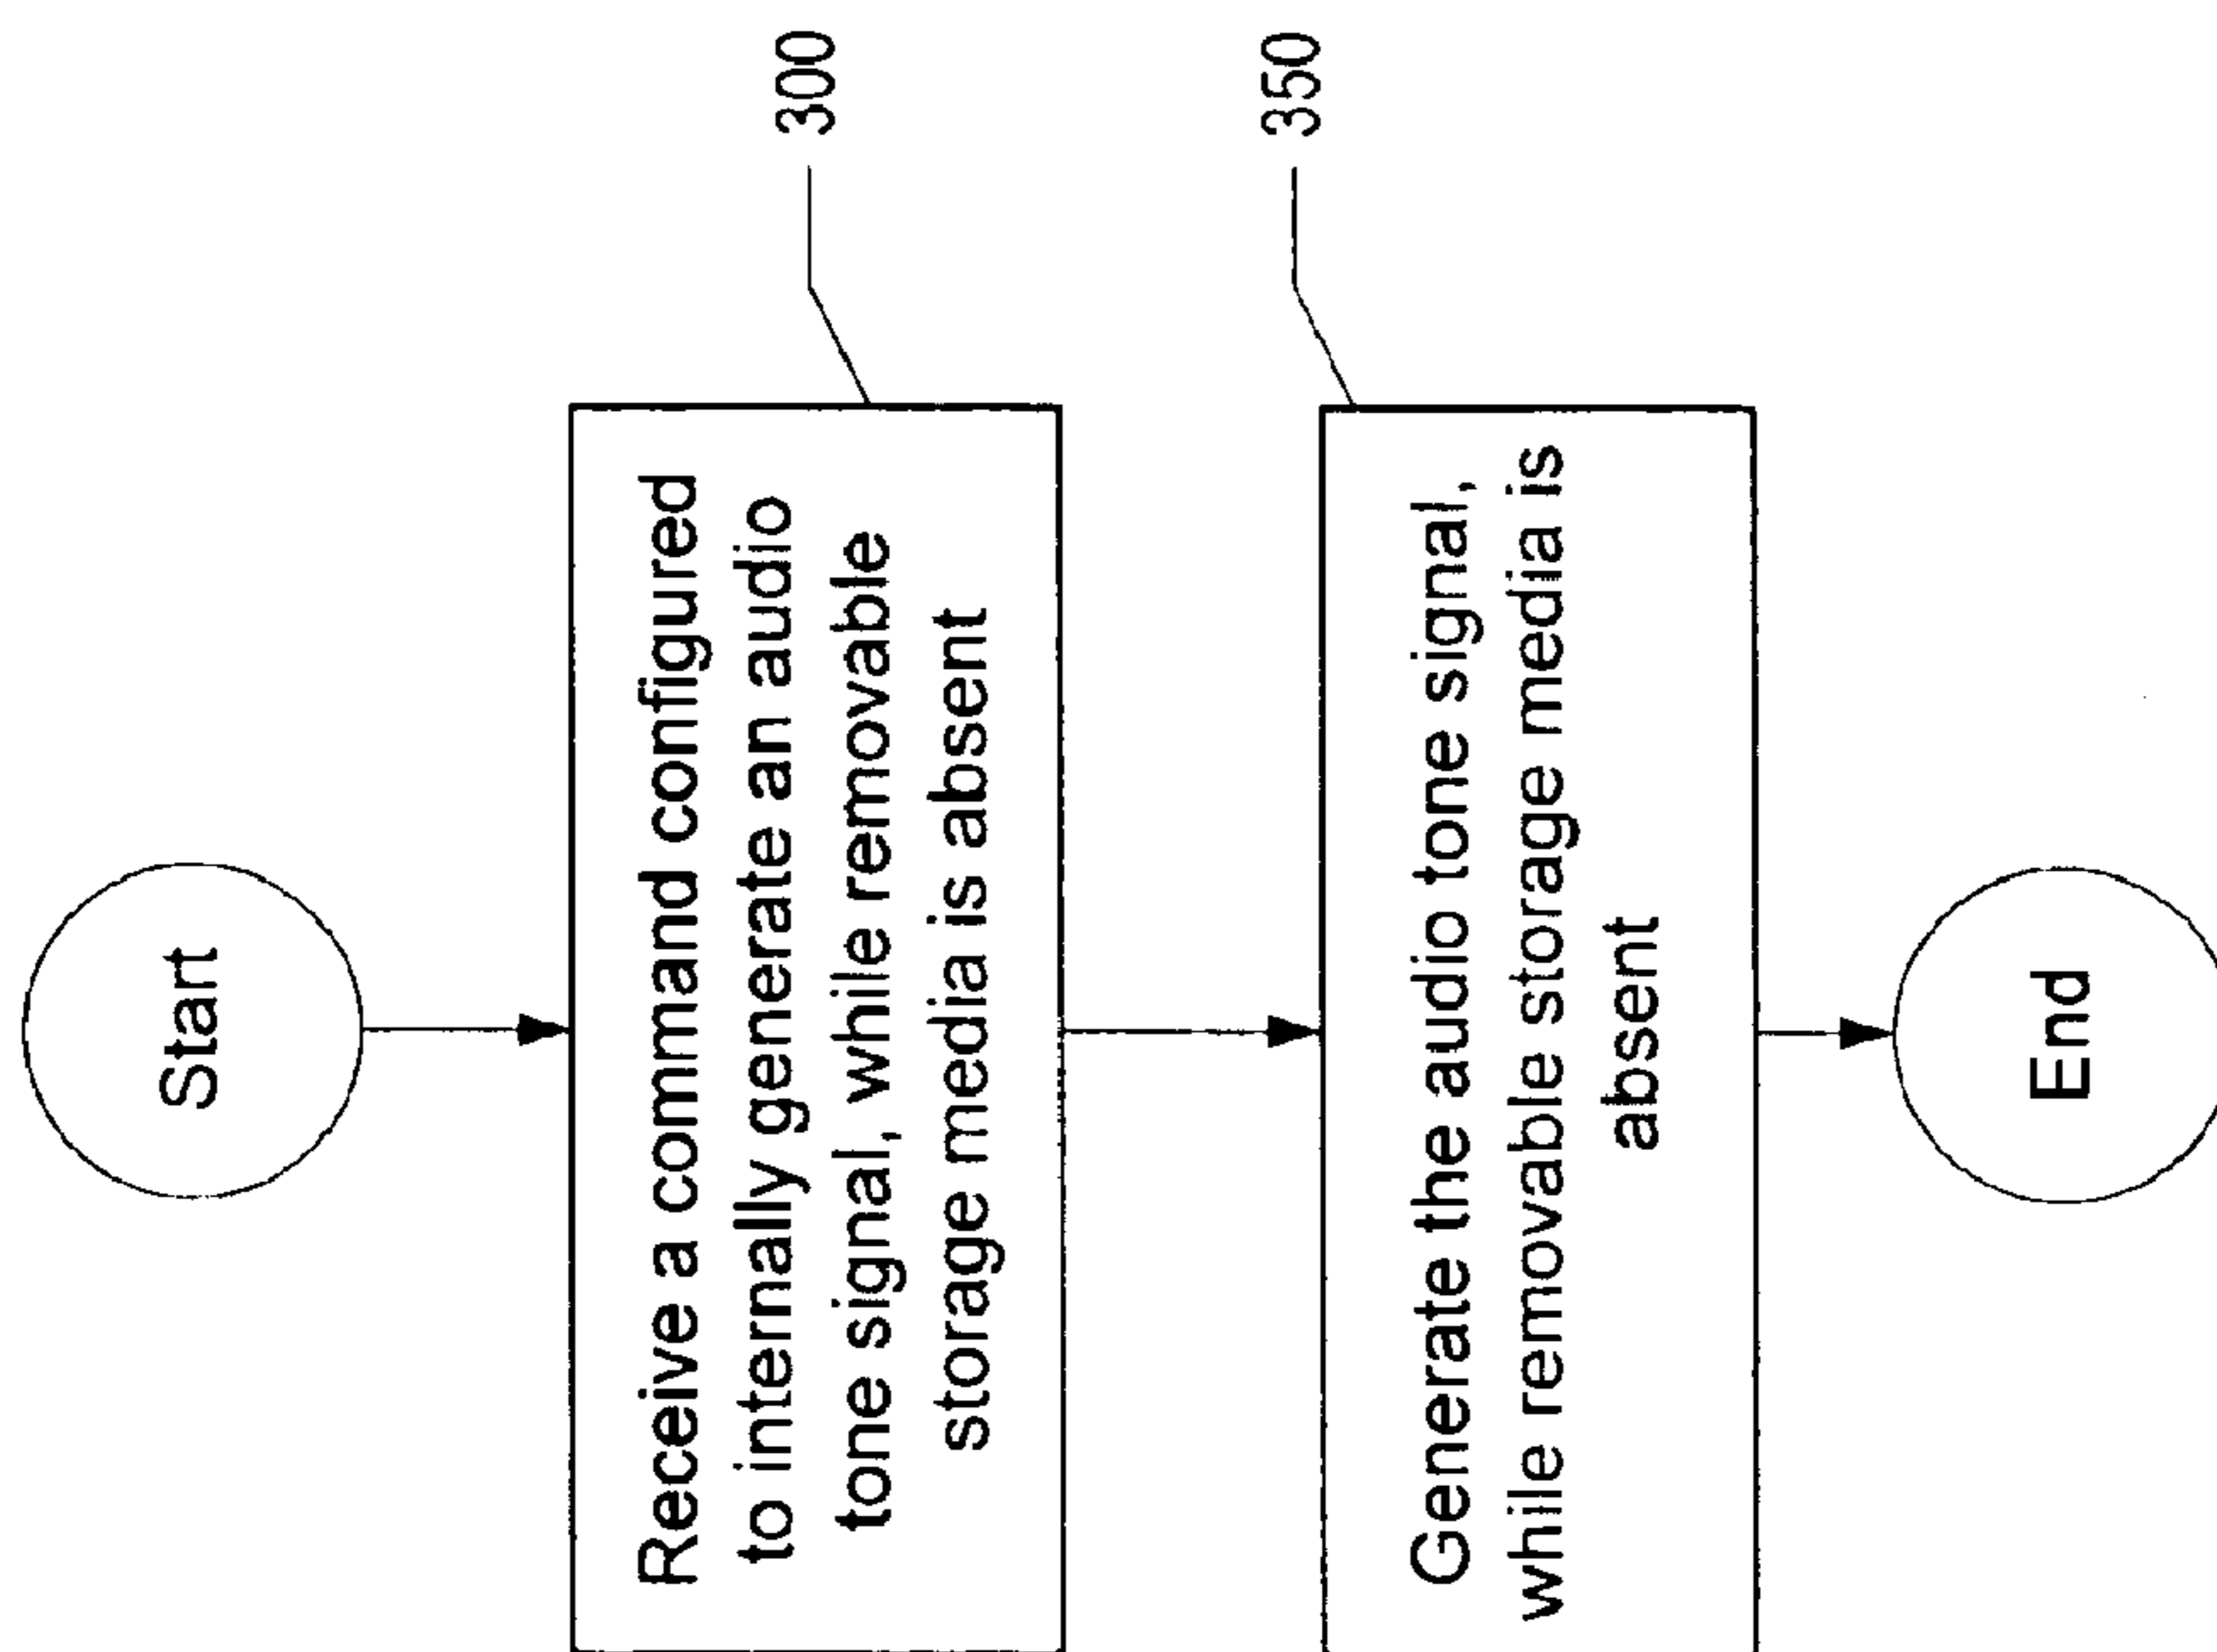 Start
Receive a command configured
to internally generate an audio
tone signal, while removable
storage media is absent
300
Generate the audio tone signal,
while removable storage media is
absent
350
End